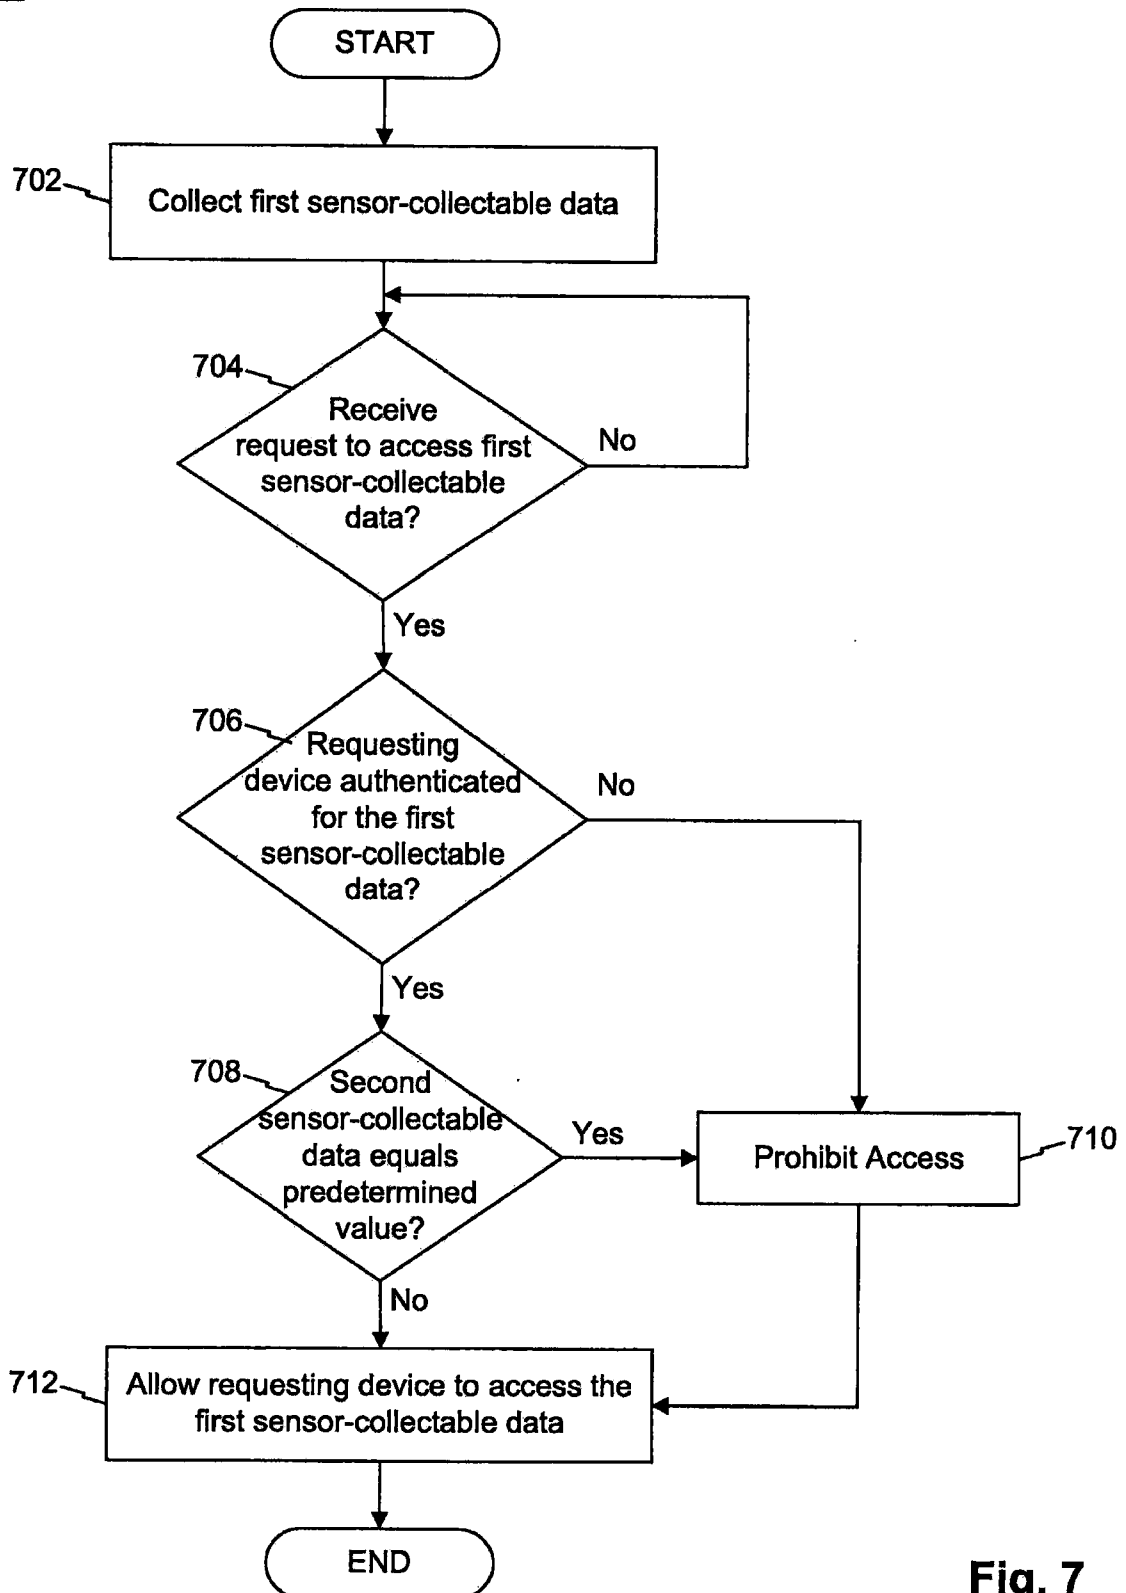 START
702
Collect first sensor-collectable data
704
Receive
request to access first
sensor-collectable
data?
No
Yes
706
Requesting
device authenticated
for the first
sensor-collectable
data?
No
Yes
708
Second
sensor-collectable
data equals
predetermined
value?
Yes
Prohibit Access
710
No
712
Allow requesting device to access the
first sensor-collectable data
END
Fig. 7